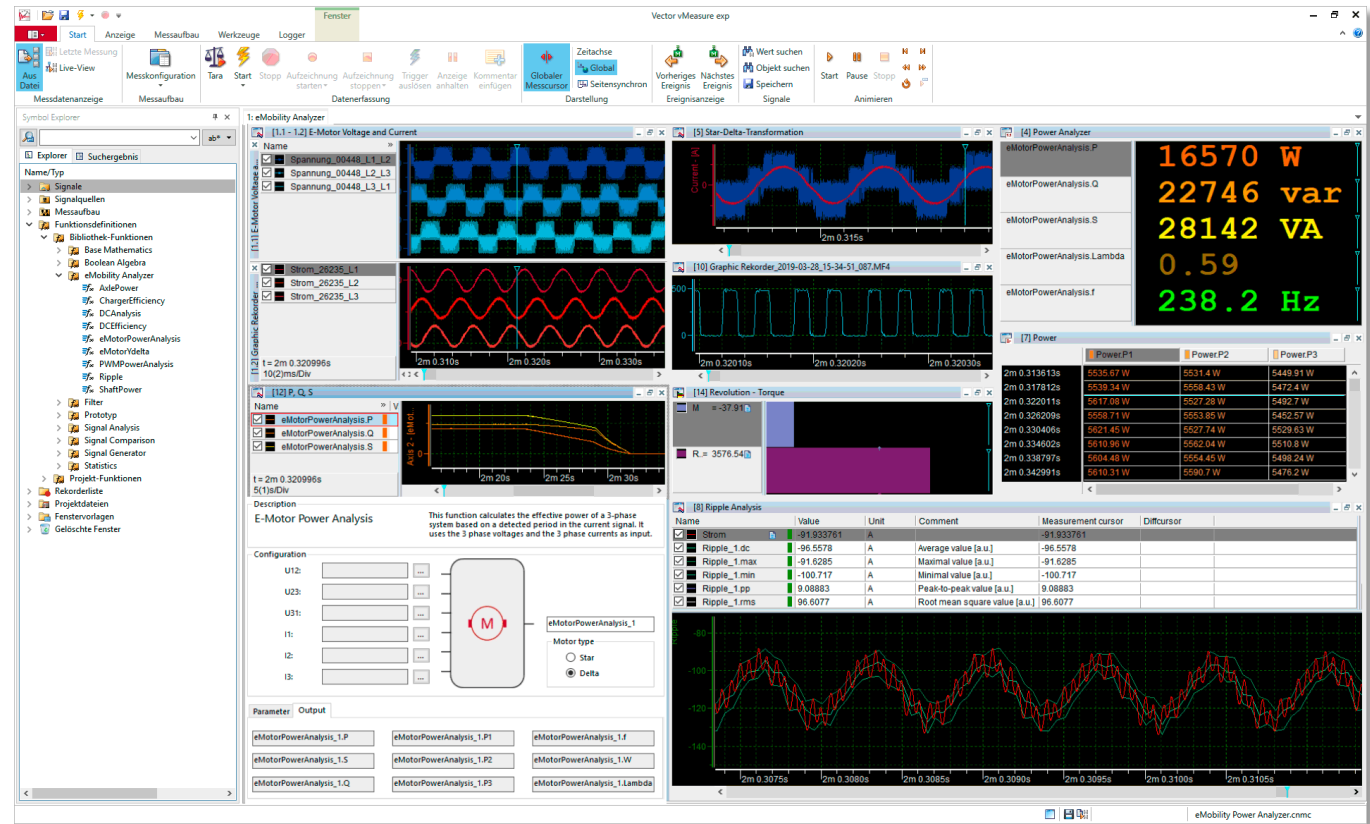 Fenster
Vector vMeasure exp
Start Anzeige Messaufbau Werkzeuge Logger
Aus Datei
Letzte Messung
Live-View
Messkonfiguration
Tara
Start
Stopp
Aufzeichnung starten
Aufzeichnung stoppen
Trigger auslösen
Anzeige anhalten
Kommentar einfügen
Globaler Messcursor
Zeitachse
Global
Seitensynchron
Vorheriges Ereignis
Nächstes Ereignis
Wert suchen
Objekt suchen
Speichern
Start
Pause
Stopp
Messdatenanzeige
Messaufbau
Datenerfassung
Darstellung
Ereignisanzeige
Signale
Animieren
Symbol Explorer
ab*
Explorer
Suchergebnis
Name/Typ
Signale
Signalquellen
Messaufbau
Funktionsdefinitionen
Bibliothek-Funktionen
Base Mathematics
Boolean Algebra
eMobility Analyzer
AxlePower
ChargerEfficiency
DCAnalysis
DCEfficiency
eMotorPowerAnalysis
eMotorYdelta
PWMPowerAnalysis
Ripple
ShaftPower
Filter
Prototyp
Signal Analysis
Signal Comparison
Signal Generator
Statistics
Projekt-Funktionen
Rekorderliste
Projektdateien
Fenstervorlagen
Gelöschte Fenster
1: eMobility Analyzer
[1.1 - 1.2] E-Motor Voltage and Current
Name
Spannung_00448_L1_L2
Spannung_00448_L2_L3
Spannung_00448_L3_L1
[1.1] E-Motor Voltage a...
Strom_26235_L1
Strom_26235_L2
Strom_26235_L3
[1.2] Graphic Rekorder ...
t = 2m 0.320996s
10(2)ms/Div
2m 0.310s 2m 0.320s 2m 0.330s
[5] Star-Delta-Transformation
Current - [A]
0
2m 0.315s
[10] Graphic Rekorder_2019-03-28_15-34-51_087.MF4
500
0
2m 0.32010s 2m 0.32020s 2m 0.32030s
[4] Power Analyzer
eMotorPowerAnalysis.P
16570 W
eMotorPowerAnalysis.Q
22746 var
eMotorPowerAnalysis.S
28142 VA
eMotorPowerAnalysis.Lambda
0.59
eMotorPowerAnalysis.f
238.2 Hz
[7] Power
Power.P1 Power.P2 Power.P3
2m 0.313613s 5535.67 W 5531.4 W 5449.91 W
2m 0.317812s 5539.34 W 5558.43 W 5472.4 W
2m 0.322011s 5617.08 W 5527.28 W 5492.7 W
2m 0.326209s 5558.71 W 5553.85 W 5452.57 W
2m 0.330406s 5621.45 W 5527.74 W 5529.63 W
2m 0.334602s 5610.96 W 5562.04 W 5510.8 W
2m 0.338797s 5604.48 W 5554.45 W 5498.24 W
2m 0.342991s 5610.31 W 5590.7 W 5476.2 W
[12] P, Q, S
Name V
eMotorPowerAnalysis.P
eMotorPowerAnalysis.Q
eMotorPowerAnalysis.S
Axis 2 - [eMot.
0
t = 2m 0.320996s
5(1)s/Div
2m 20s 2m 25s 2m 30s
[14] Revolution - Torque
M = -37.91
R.= 3576.54
Description
E-Motor Power Analysis
This function calculates the effective power of a 3-phase
system based on a detected period in the current signal. It
uses the 3 phase voltages and the 3 phase currents as input.
Configuration
U12: ...
U23: ...
U31: ...
I1: ...
I2: ...
I3: ...
M
eMotorPowerAnalysis_1
Motor type
Star
Delta
Parameter Output
eMotorPowerAnalysis_1.P eMotorPowerAnalysis_1.P1 eMotorPowerAnalysis_1.f
eMotorPowerAnalysis_1.S eMotorPowerAnalysis_1.P2 eMotorPowerAnalysis_1.W
eMotorPowerAnalysis_1.Q eMotorPowerAnalysis_1.P3 eMotorPowerAnalysis_1.Lambda
[8] Ripple Analysis
Name Value Unit Comment Measurement cursor Diffcursor
Strom -91.933761 A -91.933761
Ripple_1.dc -96.5578 A Average value [a.u.] -96.5578
Ripple_1.max -91.6285 A Maximal value [a.u.] -91.6285
Ripple_1.min -100.717 A Minimal value [a.u.] -100.717
Ripple_1.pp 9.08883 A Peak-to-peak value [a.u.] 9.08883
Ripple_1.rms 96.6077 A Root mean square value [a.u.] 96.6077
Ripple
-80
-100
-120
-140
2m 0.3075s 2m 0.3080s 2m 0.3085s 2m 0.3090s 2m 0.3095s 2m 0.3100s 2m 0.3105s
eMobility Power Analyzer.cnmc